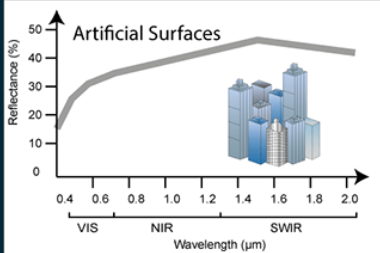 Artificial Surfaces
Reflectance (%)
50
40
30
20
10
0
0.4 0.6 0.8 1.0 1.2 1.4 1.6 1.8 2.0
VIS NIR SWIR
Wavelength (µm)